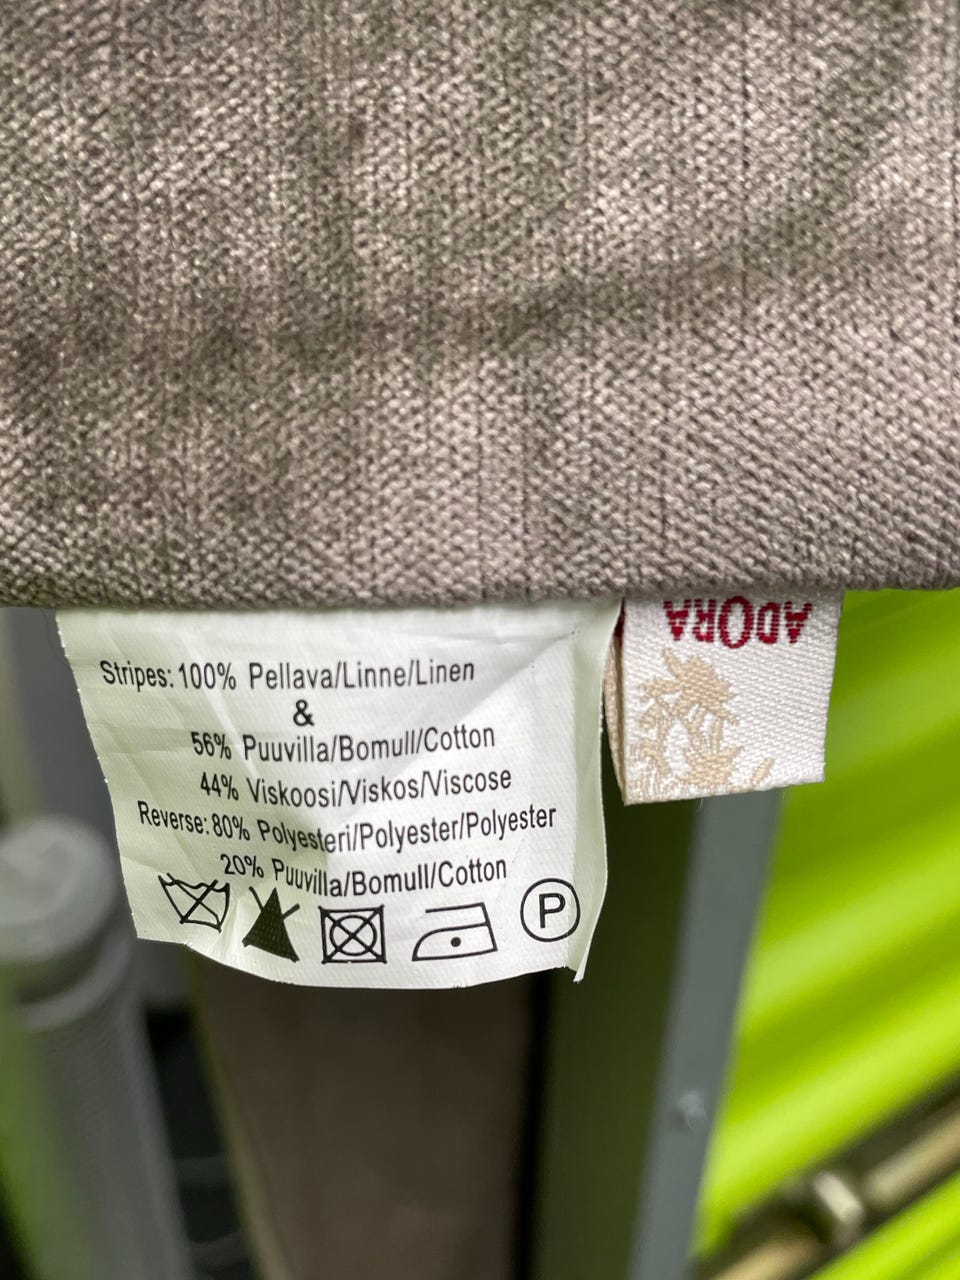 Stripes: 100% Pellava/Linne/Linen
&
56% Puuvilla/Bomull/Cotton
44% Viskoosi/Viskos/Viscose
Reverse: 80% Polyesteri/Polyester/Polyester
20% Puuvilla/Bomull/Cotton
P
ADORA